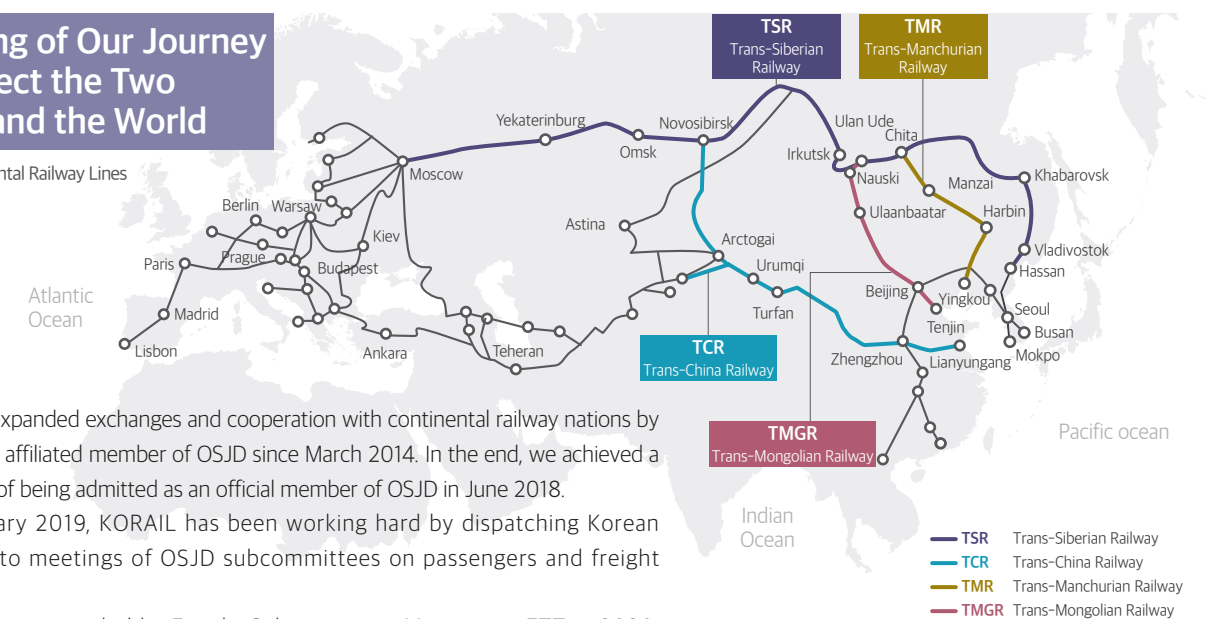 ng of Our Journey
ect the Two
and the World
ntal Railway Lines
TSR
Trans-Siberian
Railway
TMR
Trans-Manchurian
Railway
Yekaterinburg
Omsk
Novosibirsk
Irkutsk
Ulan Ude
Chita
Nauski
Manzai
Khabarovsk
Moscow
Berlin
Warsaw
Kiev
Prague
Budapest
Paris
Madrid
Lisbon
Ankara
Teheran
Astina
Arctogai
Urumqi
Turfan
Ulaanbaatar
Harbin
Vladivostok
Hassan
Beijing
Yingkou
Tenjin
Seoul
Busan
Mokpo
Zhengzhou
Lianyungang
Atlantic
Ocean
TCR
Trans-China Railway
TMGR
Trans-Mongolian Railway
Pacific ocean
Indian
Ocean
xpanded exchanges and cooperation with continental railway nations by
affiliated member of OSJD since March 2014. In the end, we achieved a
of being admitted as an official member of OSJD in June 2018.
ary 2019, KORAIL has been working hard by dispatching Korean
to meetings of OSJD subcommittees on passengers and freight
TSR Trans-Siberian Railway
TCR Trans-China Railway
TMR Trans-Manchurian Railway
TMGR Trans-Mongolian Railway